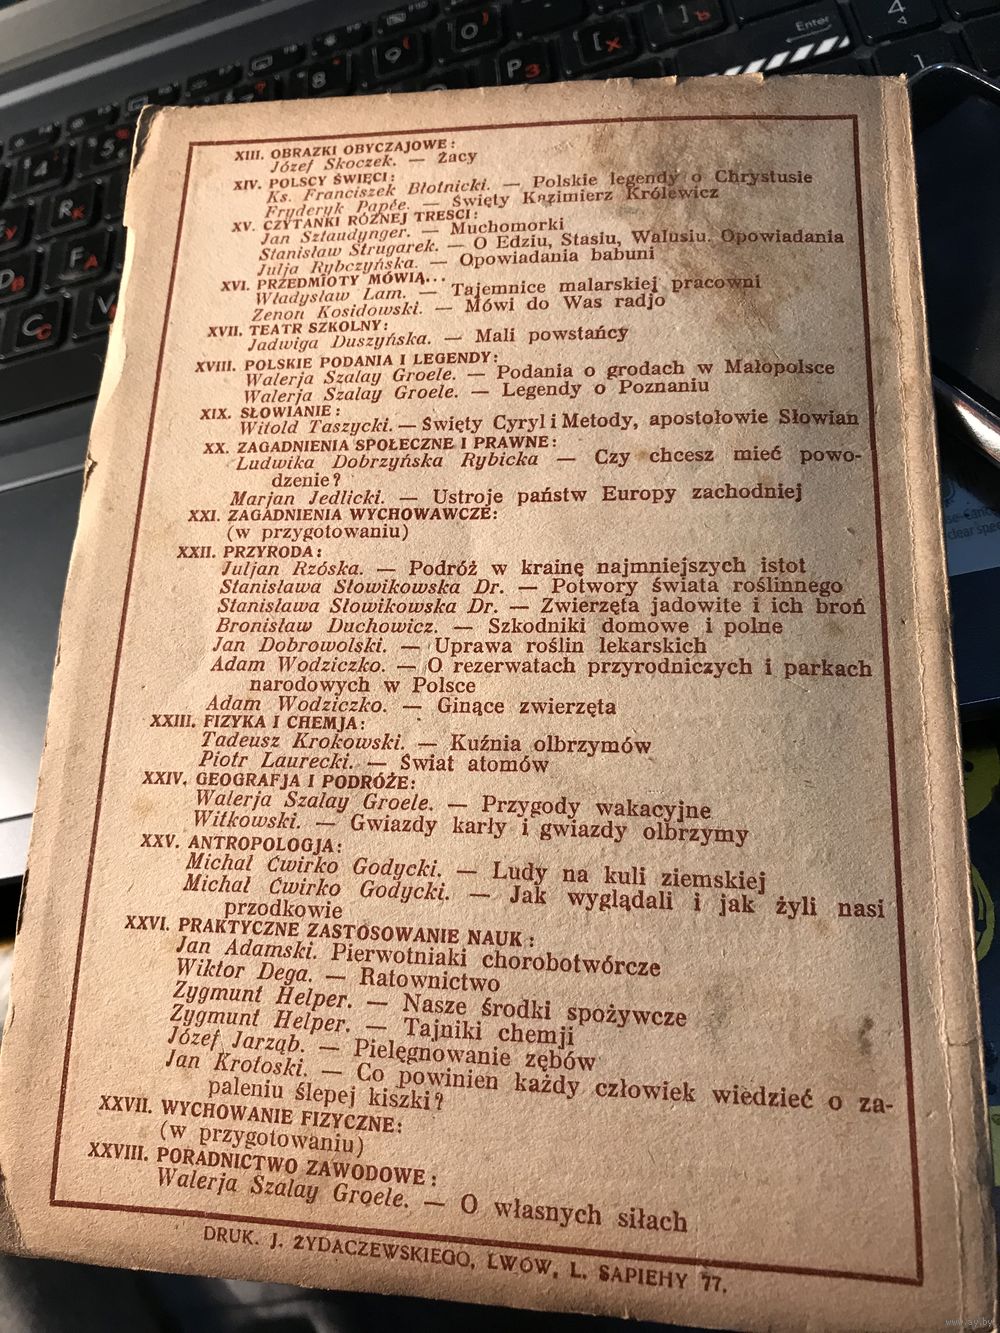 XIII. OBRAZKI OBYCZAJOWE:
Józef Skoczek. — Żacy
XIV. POLSCY ŚWIĘCI:
Ks. Franciszek Błotnicki. — Polskie legendy o Chrystusie
Fryderyk Papée. — Święty Kazimierz Królewicz
XV. CZYTANKI RÓŻNEJ TREŚCI:
Jan Sztaudynger. — Muchomorki
Stanisław Strugarek. — O Edziu, Stasiu, Walusiu. Opowiadania
Julja Rybczyńska. — Opowiadania babuni
XVI. PRZEDMIOTY MÓWIĄ...
Władysław Lam. — Tajemnice malarskiej pracowni
Zenon Kosidowski. — Mówi do Was radjo
XVII. TEATR SZKOLNY:
Jadwiga Duszyńska. — Mali powstańcy
XVIII. POLSKIE PODANIA I LEGENDY:
Walerja Szalay Groele. — Podania o grodach w Małopolsce
Walerja Szalay Groele. — Legendy o Poznaniu
XIX. SŁOWIANIE:
Witold Taszycki. — Święty Cyryl i Metody, apostołowie Słowian
XX. ZAGADNIENIA SPOŁECZNE I PRAWNE:
Ludwika Dobrzyńska Rybicka — Czy chcesz mieć powo-
dzenie?
Marjan Jedlicki. — Ustroje państw Europy zachodniej
XXI. ZAGADNIENIA WYCHOWAWCZE:
(w przygotowaniu)
XXII. PRZYRODA:
Juljan Rzóska. — Podróż w krainę najmniejszych istot
Stanisława Słowikowska Dr. — Potwory świata roślinnego
Stanisława Słowikowska Dr. — Zwierzęta jadowite i ich broń
Bronisław Duchowicz. — Szkodniki domowe i polne
Jan Dobrowolski. — Uprawa roślin lekarskich
Adam Wodziczko. — O rezerwatach przyrodniczych i parkach
narodowych w Polsce
Adam Wodziczko. — Ginące zwierzęta
XXIII. FIZYKA I CHEMJA:
Tadeusz Krokowski. — Kuźnia olbrzymów
Piotr Laurecki. — Świat atomów
XXIV. GEOGRAFJA I PODRÓŻE:
Walerja Szalay Groele. — Przygody wakacyjne
Witkowski. — Gwiazdy karły i gwiazdy olbrzymy
XXV. ANTROPOLOGJA:
Michał Ćwirko Godycki. — Ludy na kuli ziemskiej
Michał Ćwirko Godycki. — Jak wyglądali i jak żyli nasi
przodkowie
XXVI. PRAKTYCZNE ZASTOSOWANIE NAUK:
Jan Adamski. Pierwotniaki chorobotwórcze
Wiktor Dega. — Ratownictwo
Zygmunt Helper. — Nasze środki spożywcze
Zygmunt Helper. — Tajniki chemji
Józef Jarząb. — Pielęgnowanie zębów
Jan Krotoski. — Co powinien każdy człowiek wiedzieć o za-
paleniu ślepej kiszki?
XXVII. WYCHOWANIE FIZYCZNE:
(w przygotowaniu)
XXVIII. PORADNICTWO ZAWODOWE:
Walerja Szalay Groele. — O własnych siłach
DRUK. J. ŻYDACZEWSKIEGO, LWÓW, L. SAPIEHY 77.
Enter
www.ay.by